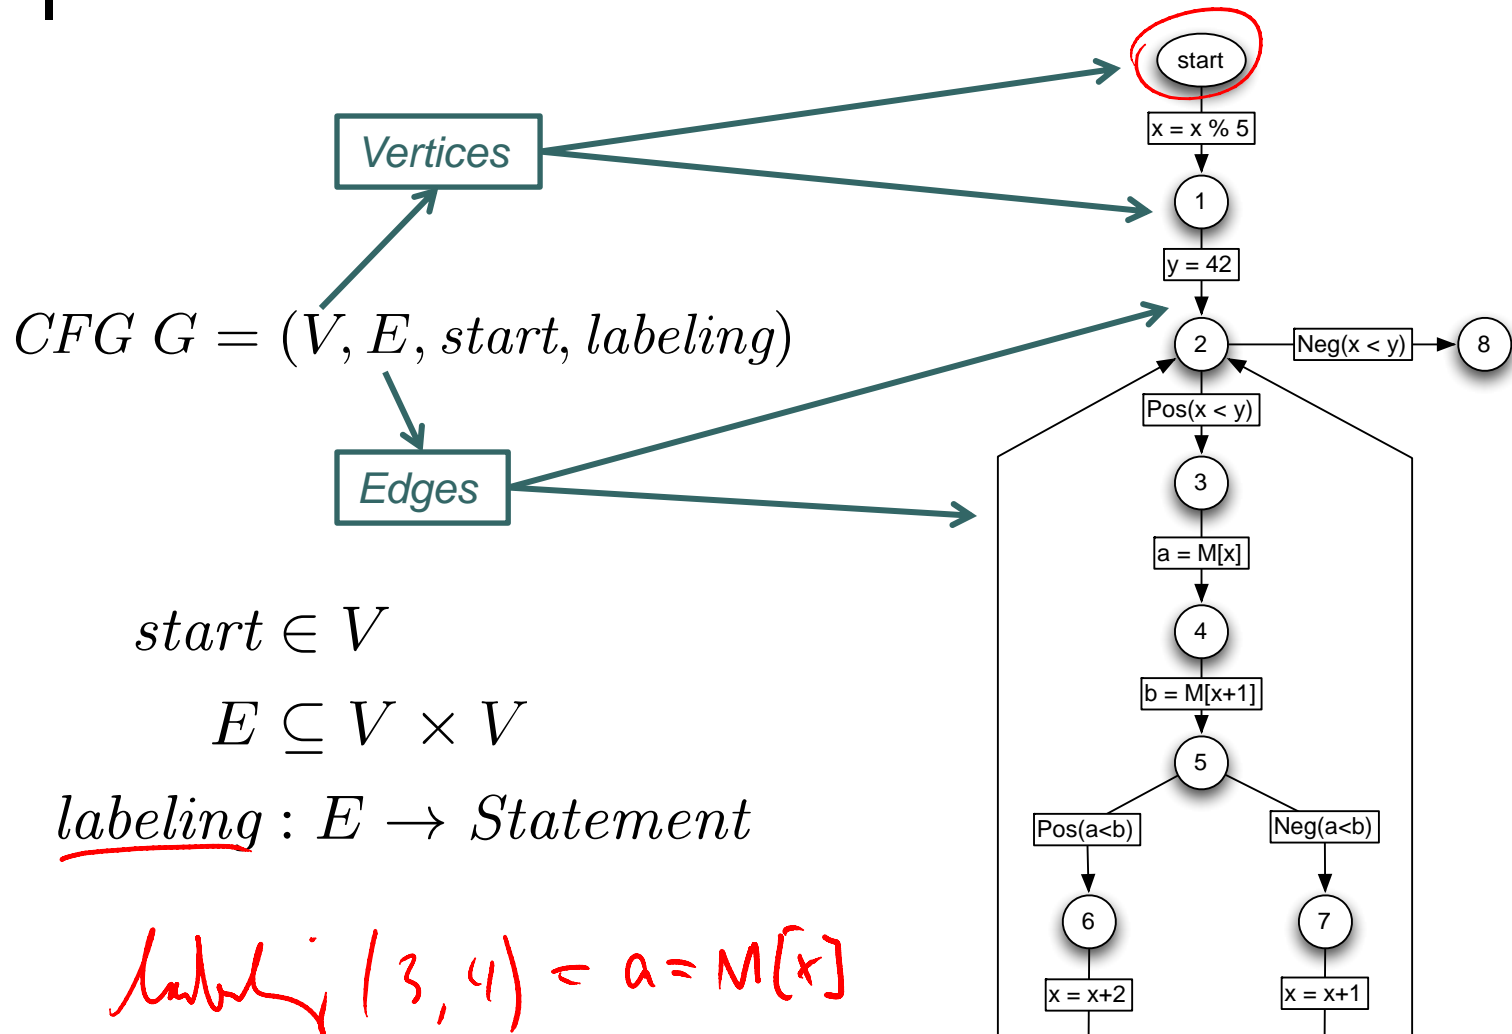 start
x = x % 5
Vertices
1
y = 42
CFG G = (V, E, start, labeling)
2
Neg(x < y)
8
Pos(x < y)
Edges
3
a = M[x]
start ∈ V
4
b = M[x+1]
E ⊆ V × V
5
labeling : E → Statement
Pos(a<b)
Neg(a<b)
6
7
labeling (3, 4) = a = M[x]
x = x+2
x = x+1